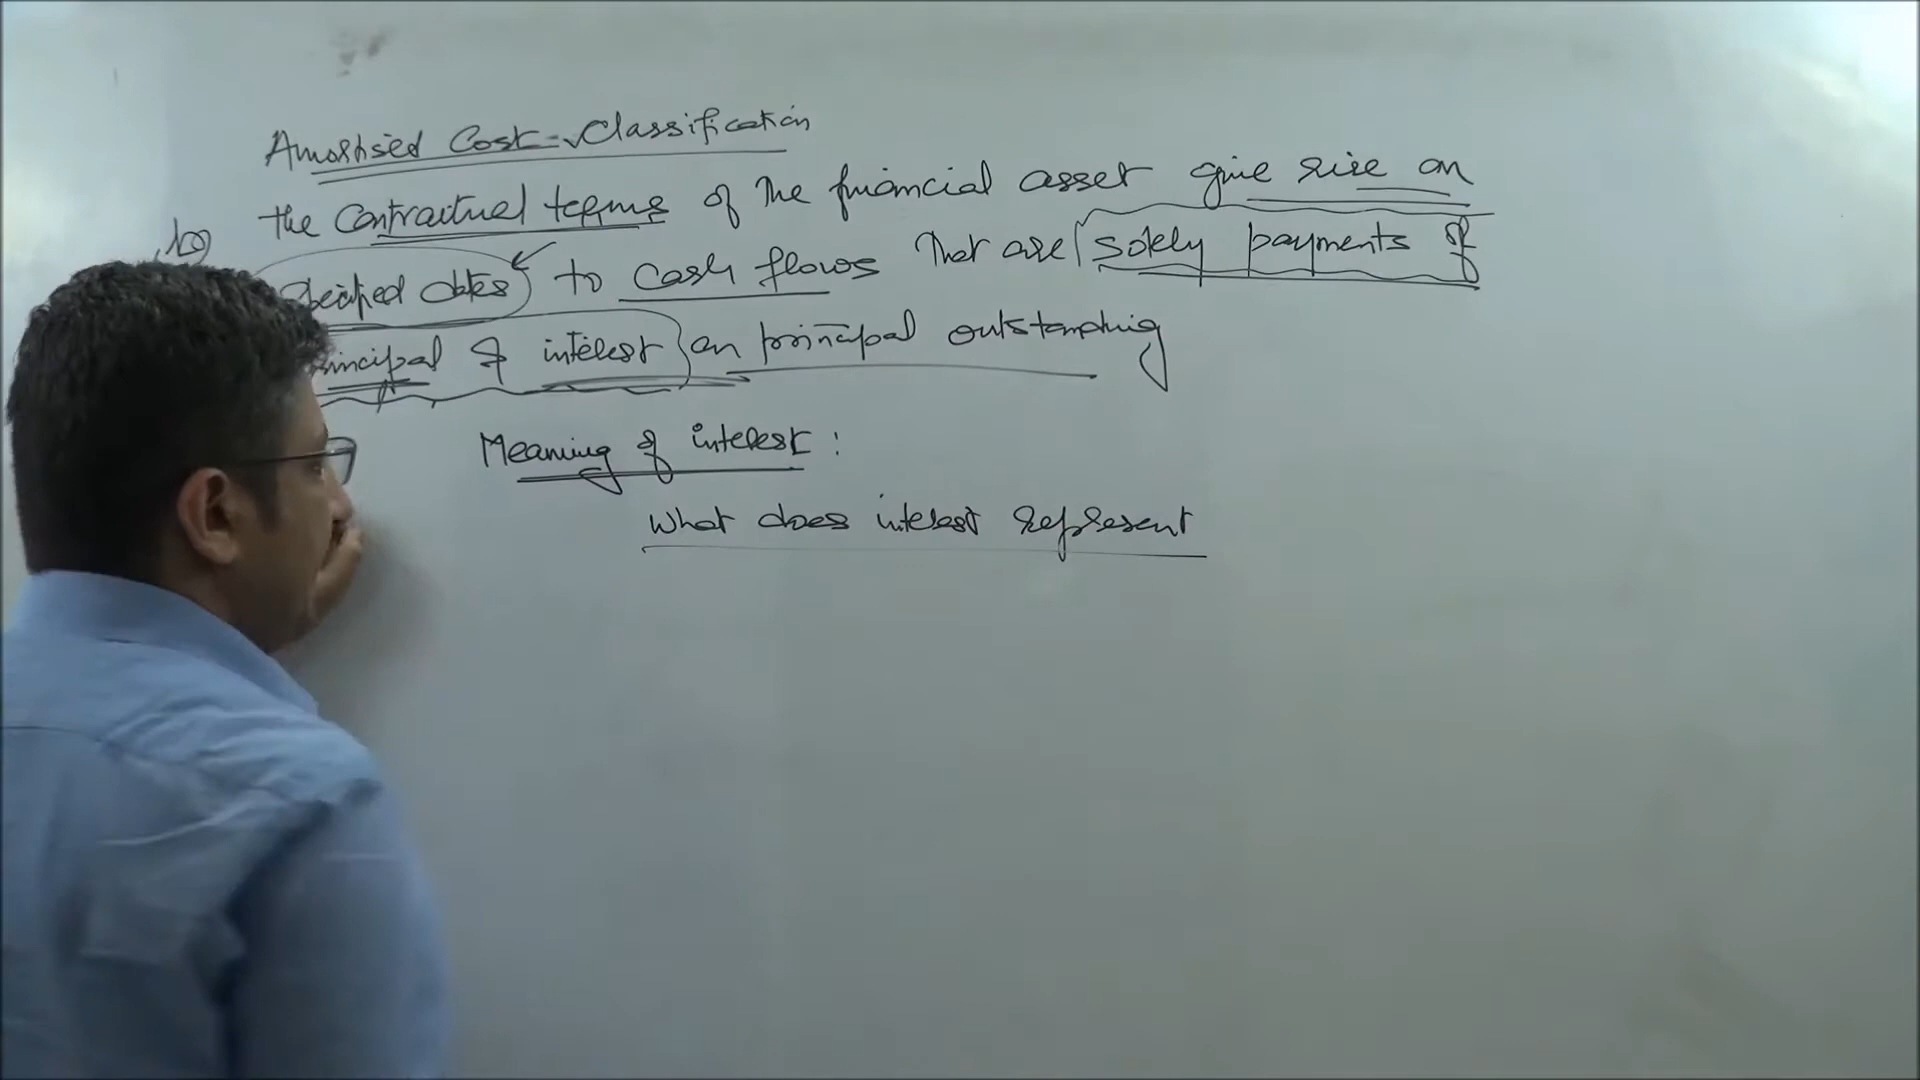 Amortised Cost - Classification
b) the contractual terms of the financial asset give rise on
specified dates to cash flows that are solely payments of
principal & interest on principal outstanding
Meaning of interest :
What does interest represent